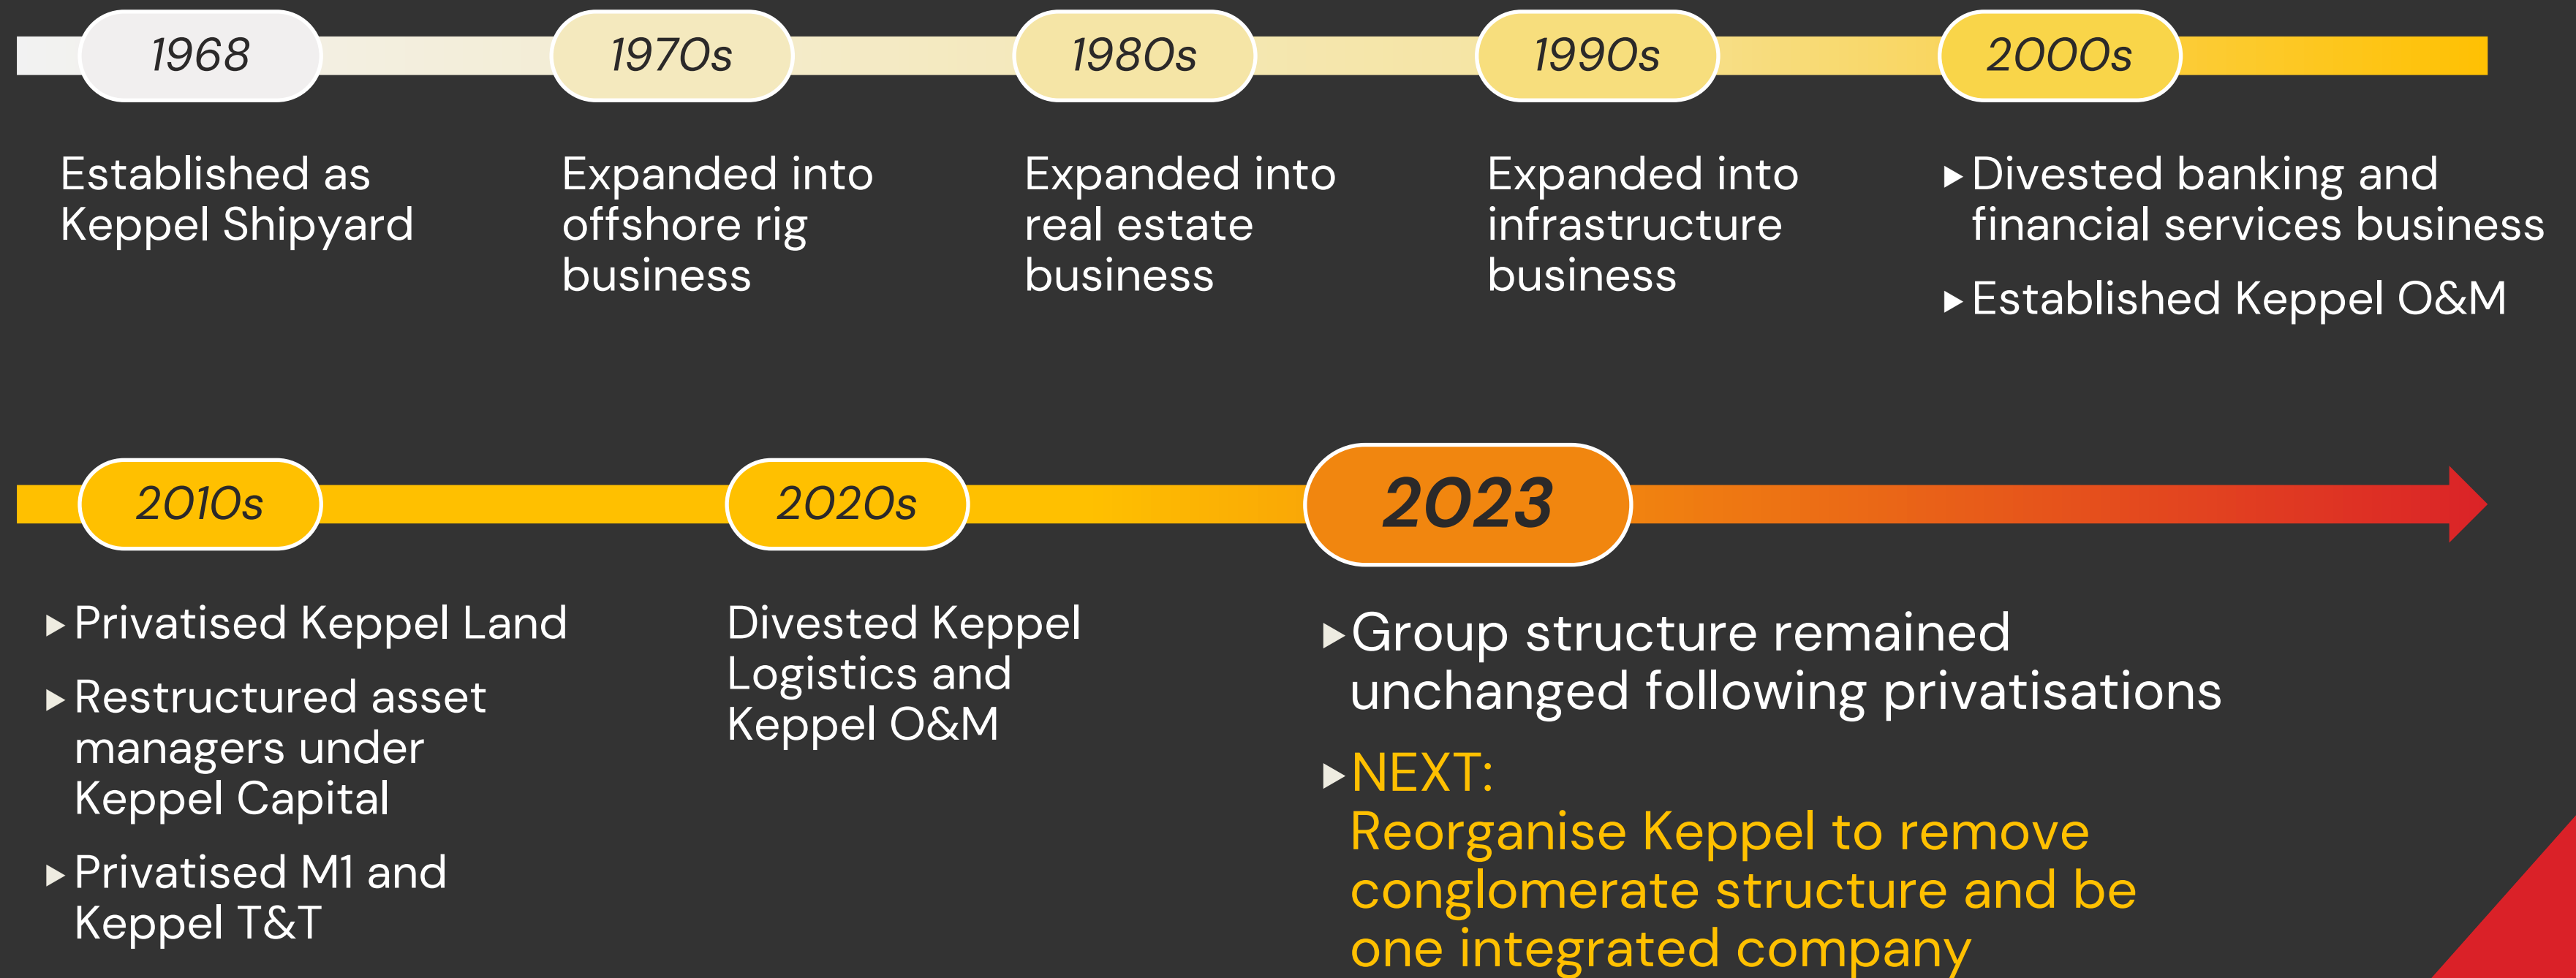 1968
1970s
1980s
1990s
2000s
Established as
Keppel Shipyard
Expanded into
offshore rig
business
Expanded into
real estate
business
Expanded into
infrastructure
business
▶ Divested banking and
financial services business
▶ Established Keppel O&M
2010s
2020s
2023
▶ Privatised Keppel Land
▶ Restructured asset
managers under
Keppel Capital
▶ Privatised M1 and
Keppel T&T
Divested Keppel
Logistics and
Keppel O&M
▶ Group structure remained
unchanged following privatisations
▶ NEXT:
Reorganise Keppel to remove
conglomerate structure and be
one integrated company